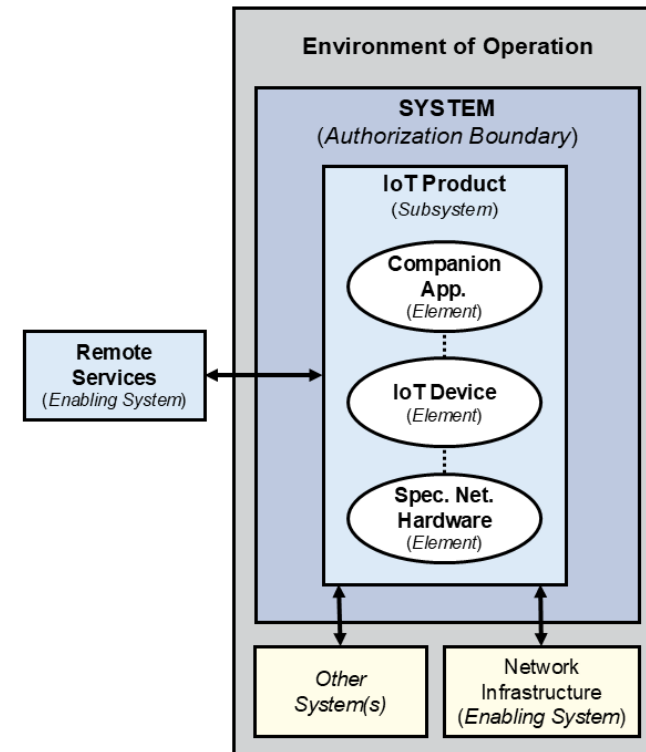 Environment of Operation
SYSTEM
(Authorization Boundary)
IoT Product
(Subsystem)
Companion
App.
(Element)
Remote
Services
(Enabling System)
IoT Device
(Element)
Spec. Net.
Hardware
(Element)
Other
System(s)
Network
Infrastructure
(Enabling System)